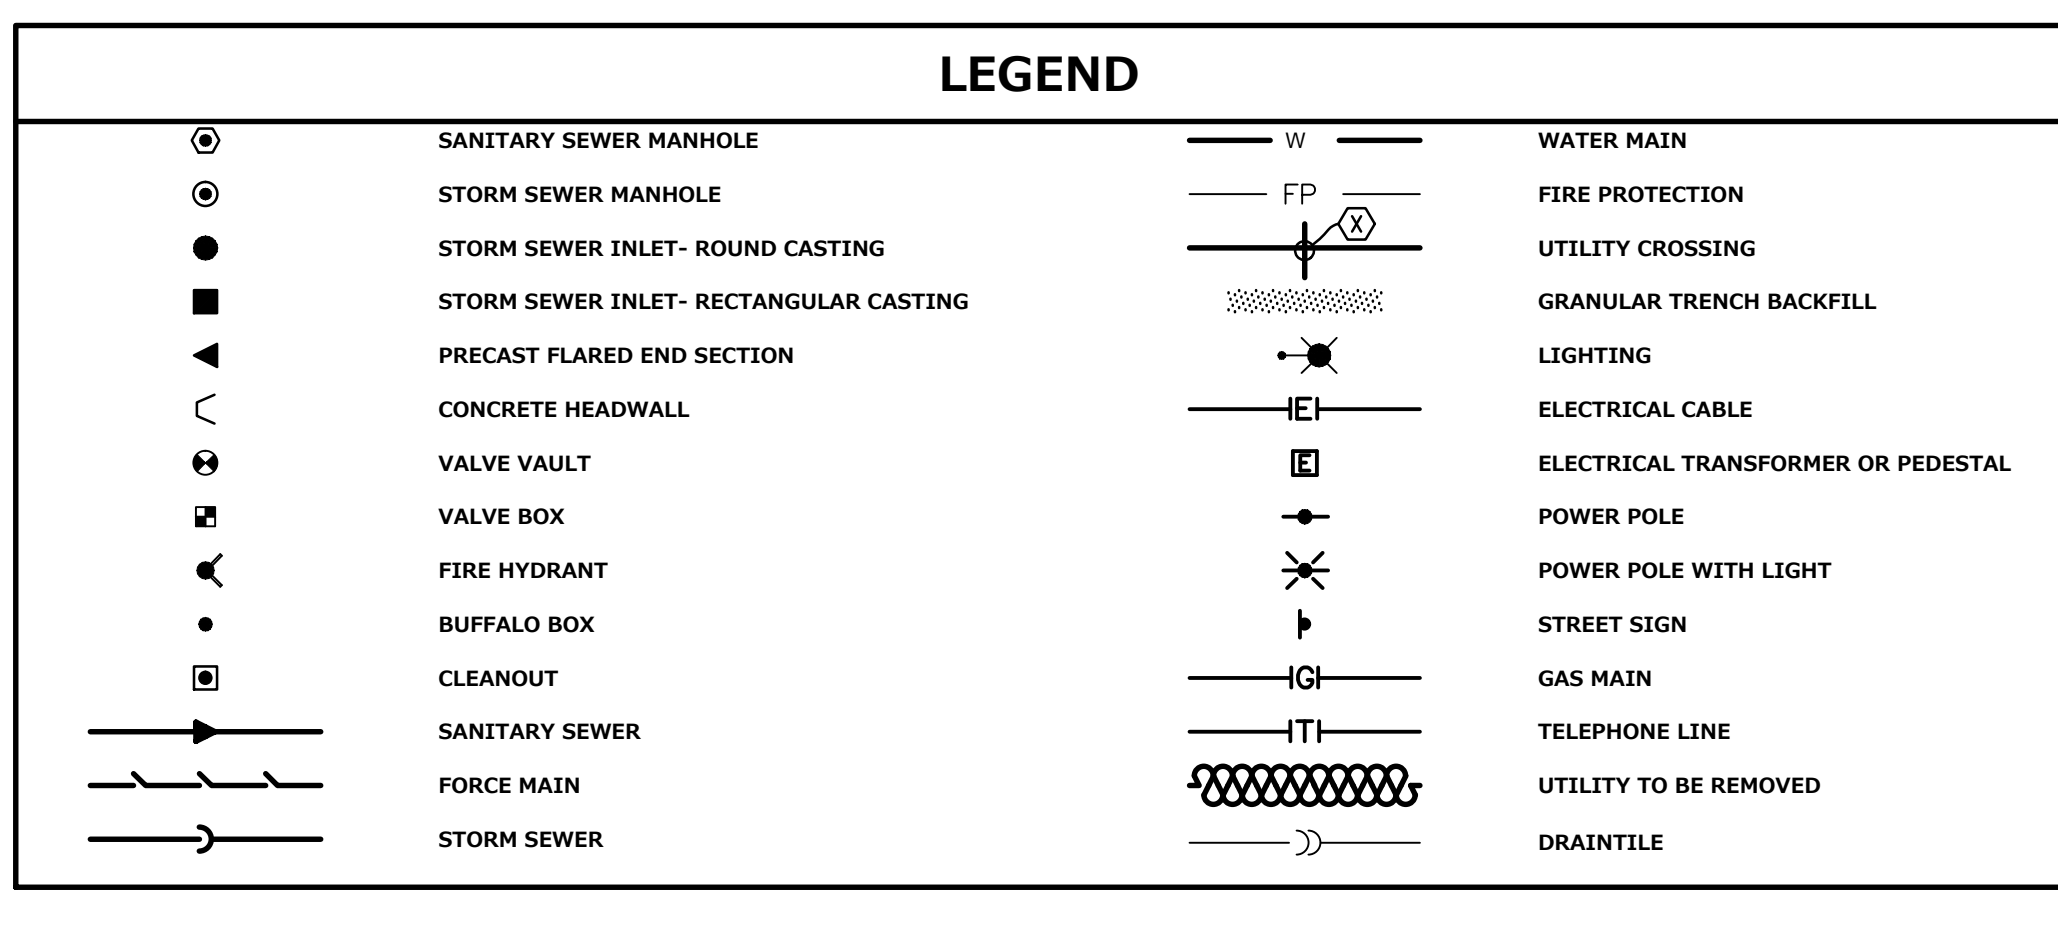 LEGEND
SANITARY SEWER MANHOLE
STORM SEWER MANHOLE
STORM SEWER INLET- ROUND CASTING
STORM SEWER INLET- RECTANGULAR CASTING
PRECAST FLARED END SECTION
CONCRETE HEADWALL
VALVE VAULT
VALVE BOX
FIRE HYDRANT
BUFFALO BOX
CLEANOUT
SANITARY SEWER
FORCE MAIN
STORM SEWER
W WATER MAIN
FP FIRE PROTECTION
X UTILITY CROSSING
GRANULAR TRENCH BACKFILL
LIGHTING
E ELECTRICAL CABLE
E ELECTRICAL TRANSFORMER OR PEDESTAL
POWER POLE
POWER POLE WITH LIGHT
STREET SIGN
G GAS MAIN
T TELEPHONE LINE
UTILITY TO BE REMOVED
DRAINTILE